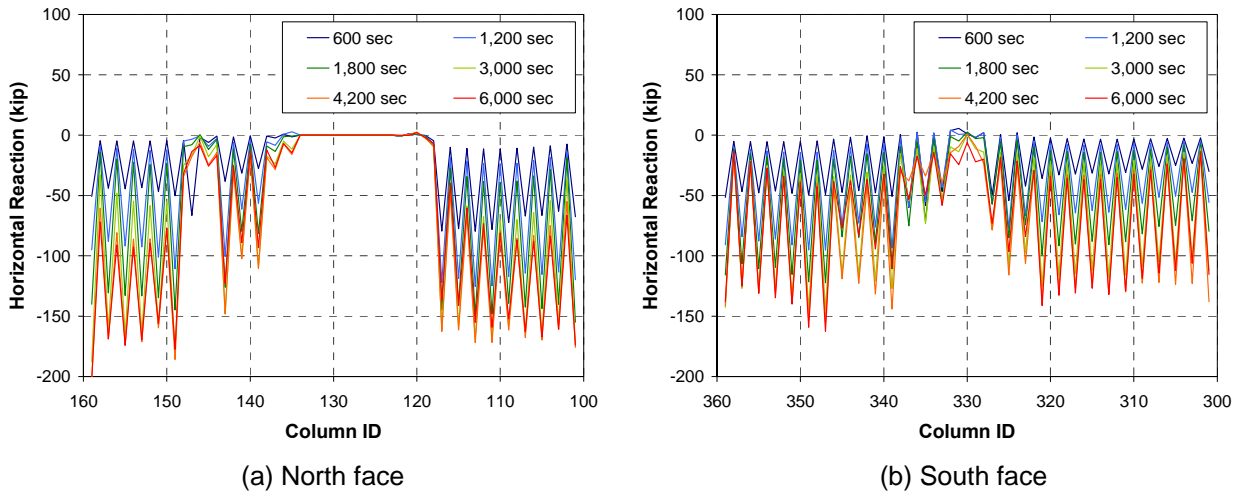 100
50
0
-50
-100
-150
-200
Horizontal Reaction (kip)
600 sec 1,200 sec
1,800 sec 3,000 sec
4,200 sec 6,000 sec
160 150 140 130 120 110 100
Column ID
(a) North face
100
50
0
-50
-100
-150
-200
Horizontal Reaction (kip)
600 sec 1,200 sec
1,800 sec 3,000 sec
4,200 sec 6,000 sec
360 350 340 330 320 310 300
Column ID
(b) South face